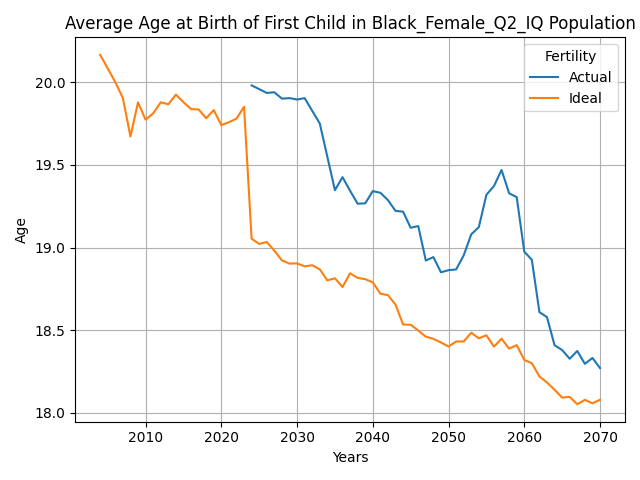 Average Age at Birth of First Child in Black_Female_Q2_IQ Population
Fertility
Actual
Ideal
Age
20.0
19.5
19.0
18.5
18.0
2010 2020 2030 2040 2050 2060 2070
Years